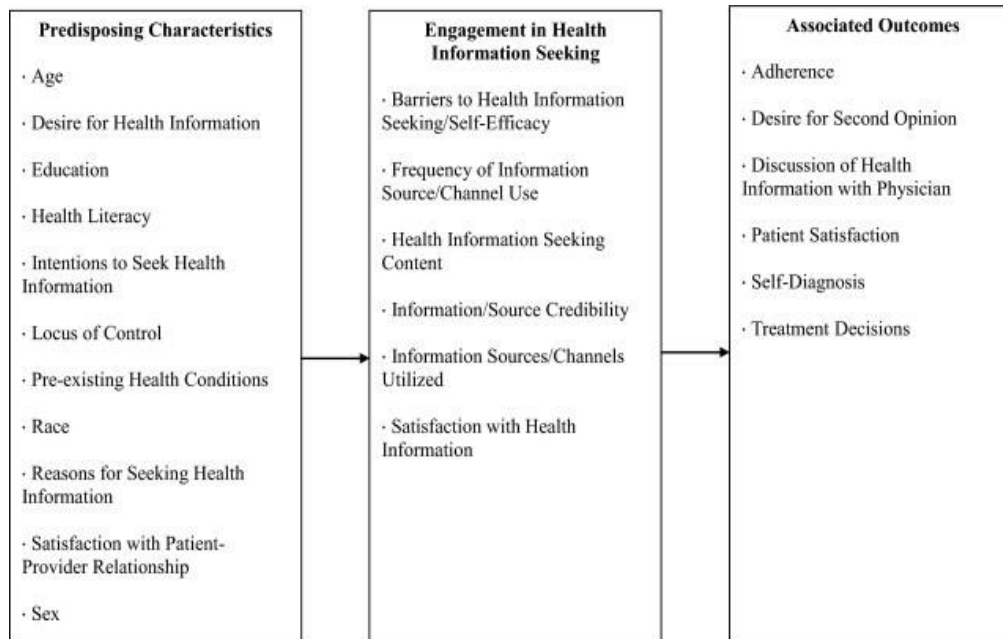 Predisposing Characteristics
· Age
· Desire for Health Information
· Education
· Health Literacy
· Intentions to Seek Health
Information
· Locus of Control
· Pre-existing Health Conditions
· Race
· Reasons for Seeking Health
Information
· Satisfaction with Patient-
Provider Relationship
· Sex
Engagement in Health
Information Seeking
· Barriers to Health Information
Seeking/Self-Efficacy
· Frequency of Information
Source/Channel Use
· Health Information Seeking
Content
· Information/Source Credibility
· Information Sources/Channels
Utilized
· Satisfaction with Health
Information
Associated Outcomes
· Adherence
· Desire for Second Opinion
· Discussion of Health
Information with Physician
· Patient Satisfaction
· Self-Diagnosis
· Treatment Decisions